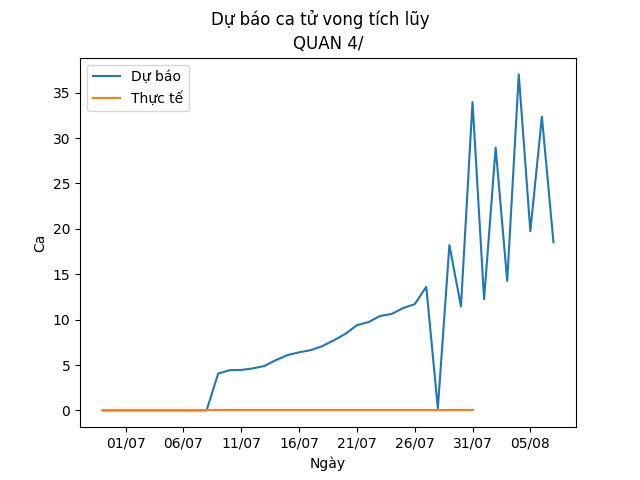 Dự báo ca tử vong tích lũy
QUAN 4/
Dự báo
Thực tế
35
30
25
20
15
10
5
0
Ca
01/07 06/07 11/07 16/07 21/07 26/07 31/07 05/08
Ngày